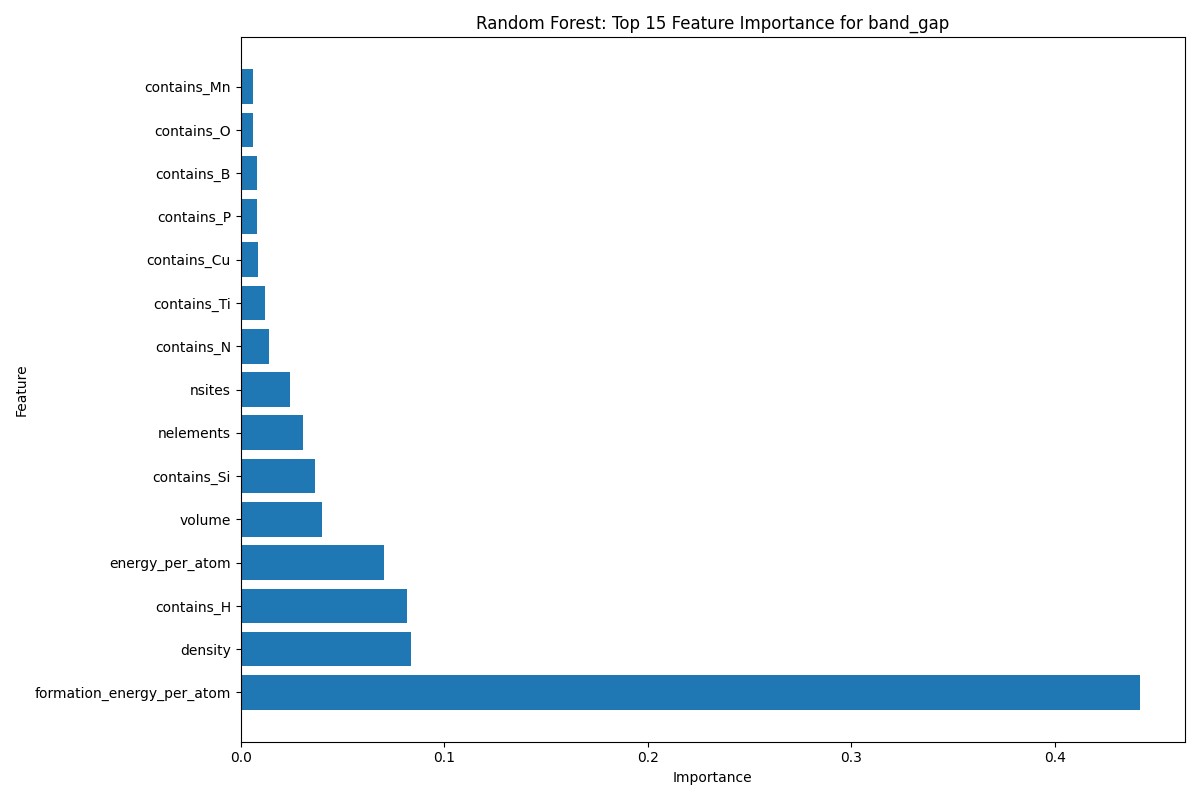 Random Forest: Top 15 Feature Importance for band_gap
contains_Mn
contains_O
contains_B
contains_P
contains_Cu
contains_Ti
contains_N
nsites
nelements
contains_Si
volume
energy_per_atom
contains_H
density
formation_energy_per_atom
Feature
0.0 0.1 0.2 0.3 0.4
Importance